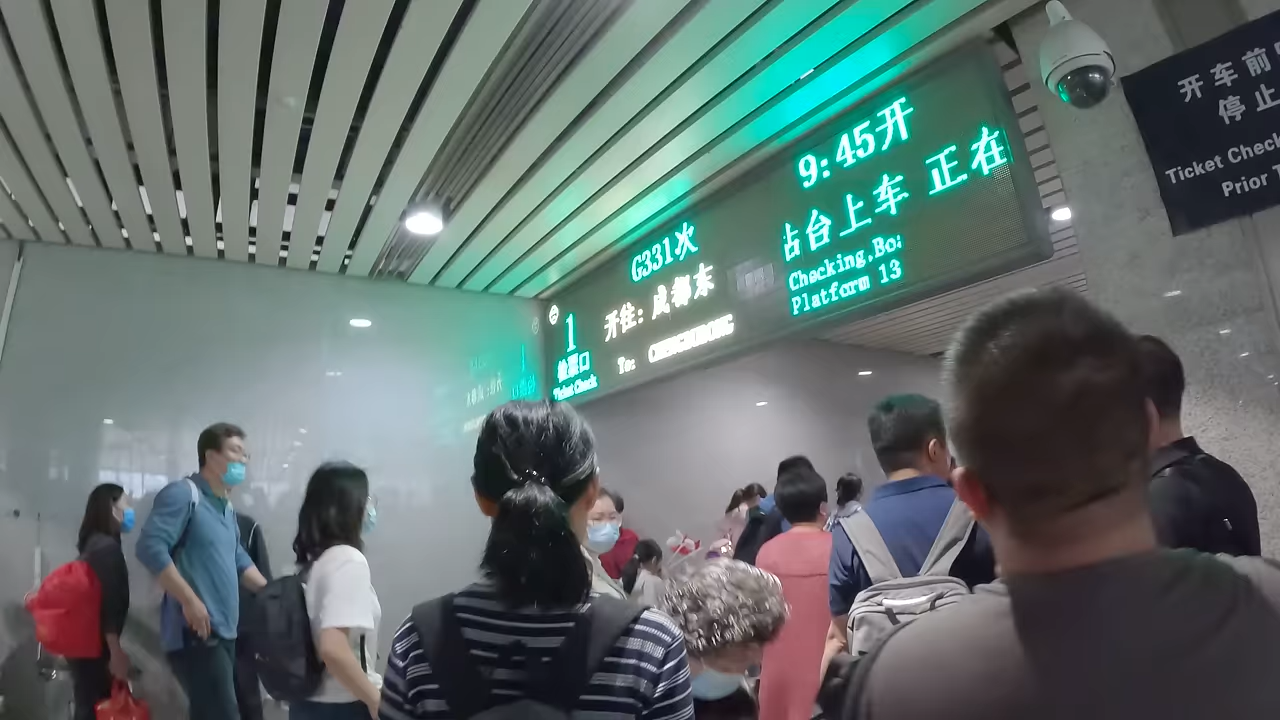 1
检票口
Ticket Check
G331次
开往: 成都东
To: CHENGDUDONG
9:45开
站台上车 正在
Checking,Bo
Platform 13
开车前
停止
Ticket Check
Prior T